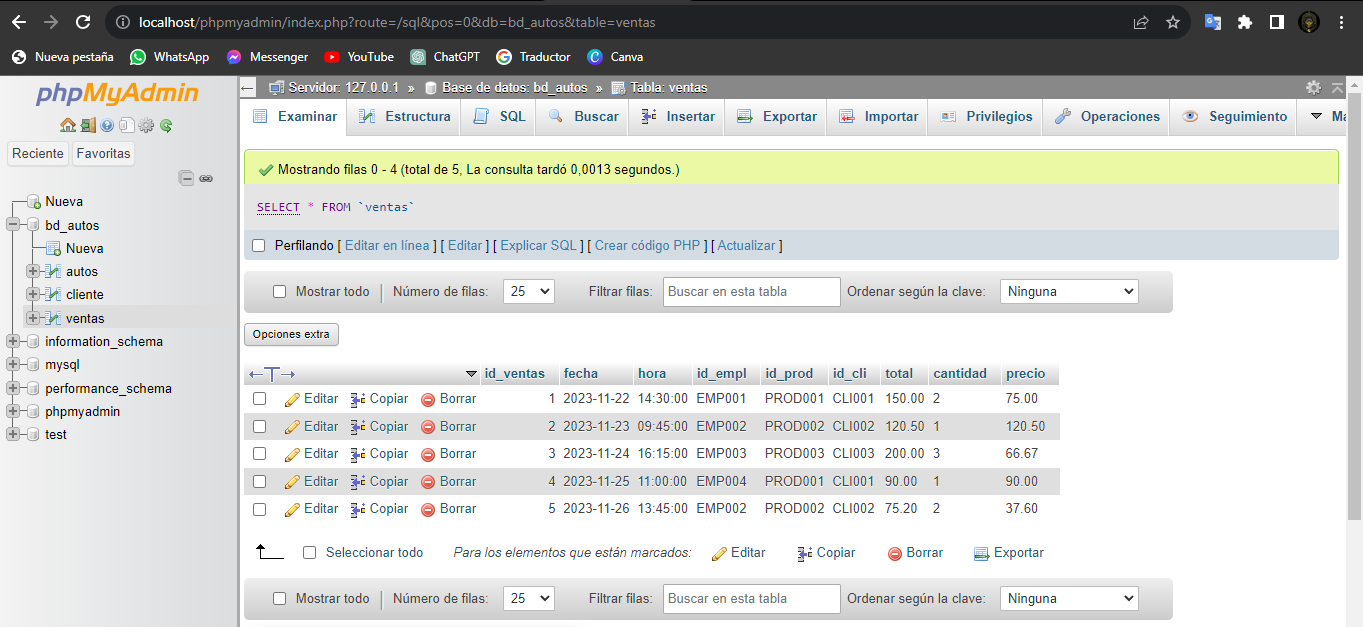 localhost/phpmyadmin/index.php?route=/sql&pos=0&db=bd_autos&table=ventas
Nueva pestaña WhatsApp Messenger YouTube ChatGPT Traductor Canva
phpMyAdmin
Reciente Favoritas
Nueva
bd_autos
Nueva
autos
cliente
ventas
information_schema
mysql
performance_schema
phpmyadmin
test
Servidor: 127.0.0.1 » Base de datos: bd_autos » Tabla: ventas
Examinar Estructura SQL Buscar Insertar Exportar Importar Privilegios Operaciones Seguimiento
Mostrando filas 0 - 4 (total de 5, La consulta tardó 0,0013 segundos.)
SELECT * FROM `ventas`
Perfilando [ Editar en línea ] [ Editar ] [ Explicar SQL ] [ Crear código PHP ] [ Actualizar ]
Mostrar todo | Número de filas: 25 Filtrar filas: Buscar en esta tabla Ordenar según la clave: Ninguna
Opciones extra
id_ventas fecha hora id_empl id_prod id_cli total cantidad precio
Editar Copiar Borrar 1 2023-11-22 14:30:00 EMP001 PROD001 CLI001 150.00 2 75.00
Editar Copiar Borrar 2 2023-11-23 09:45:00 EMP002 PROD002 CLI002 120.50 1 120.50
Editar Copiar Borrar 3 2023-11-24 16:15:00 EMP003 PROD003 CLI003 200.00 3 66.67
Editar Copiar Borrar 4 2023-11-25 11:00:00 EMP004 PROD001 CLI001 90.00 1 90.00
Editar Copiar Borrar 5 2023-11-26 13:45:00 EMP002 PROD002 CLI002 75.20 2 37.60
Seleccionar todo Para los elementos que están marcados: Editar Copiar Borrar Exportar
Mostrar todo | Número de filas: 25 Filtrar filas: Buscar en esta tabla Ordenar según la clave: Ninguna